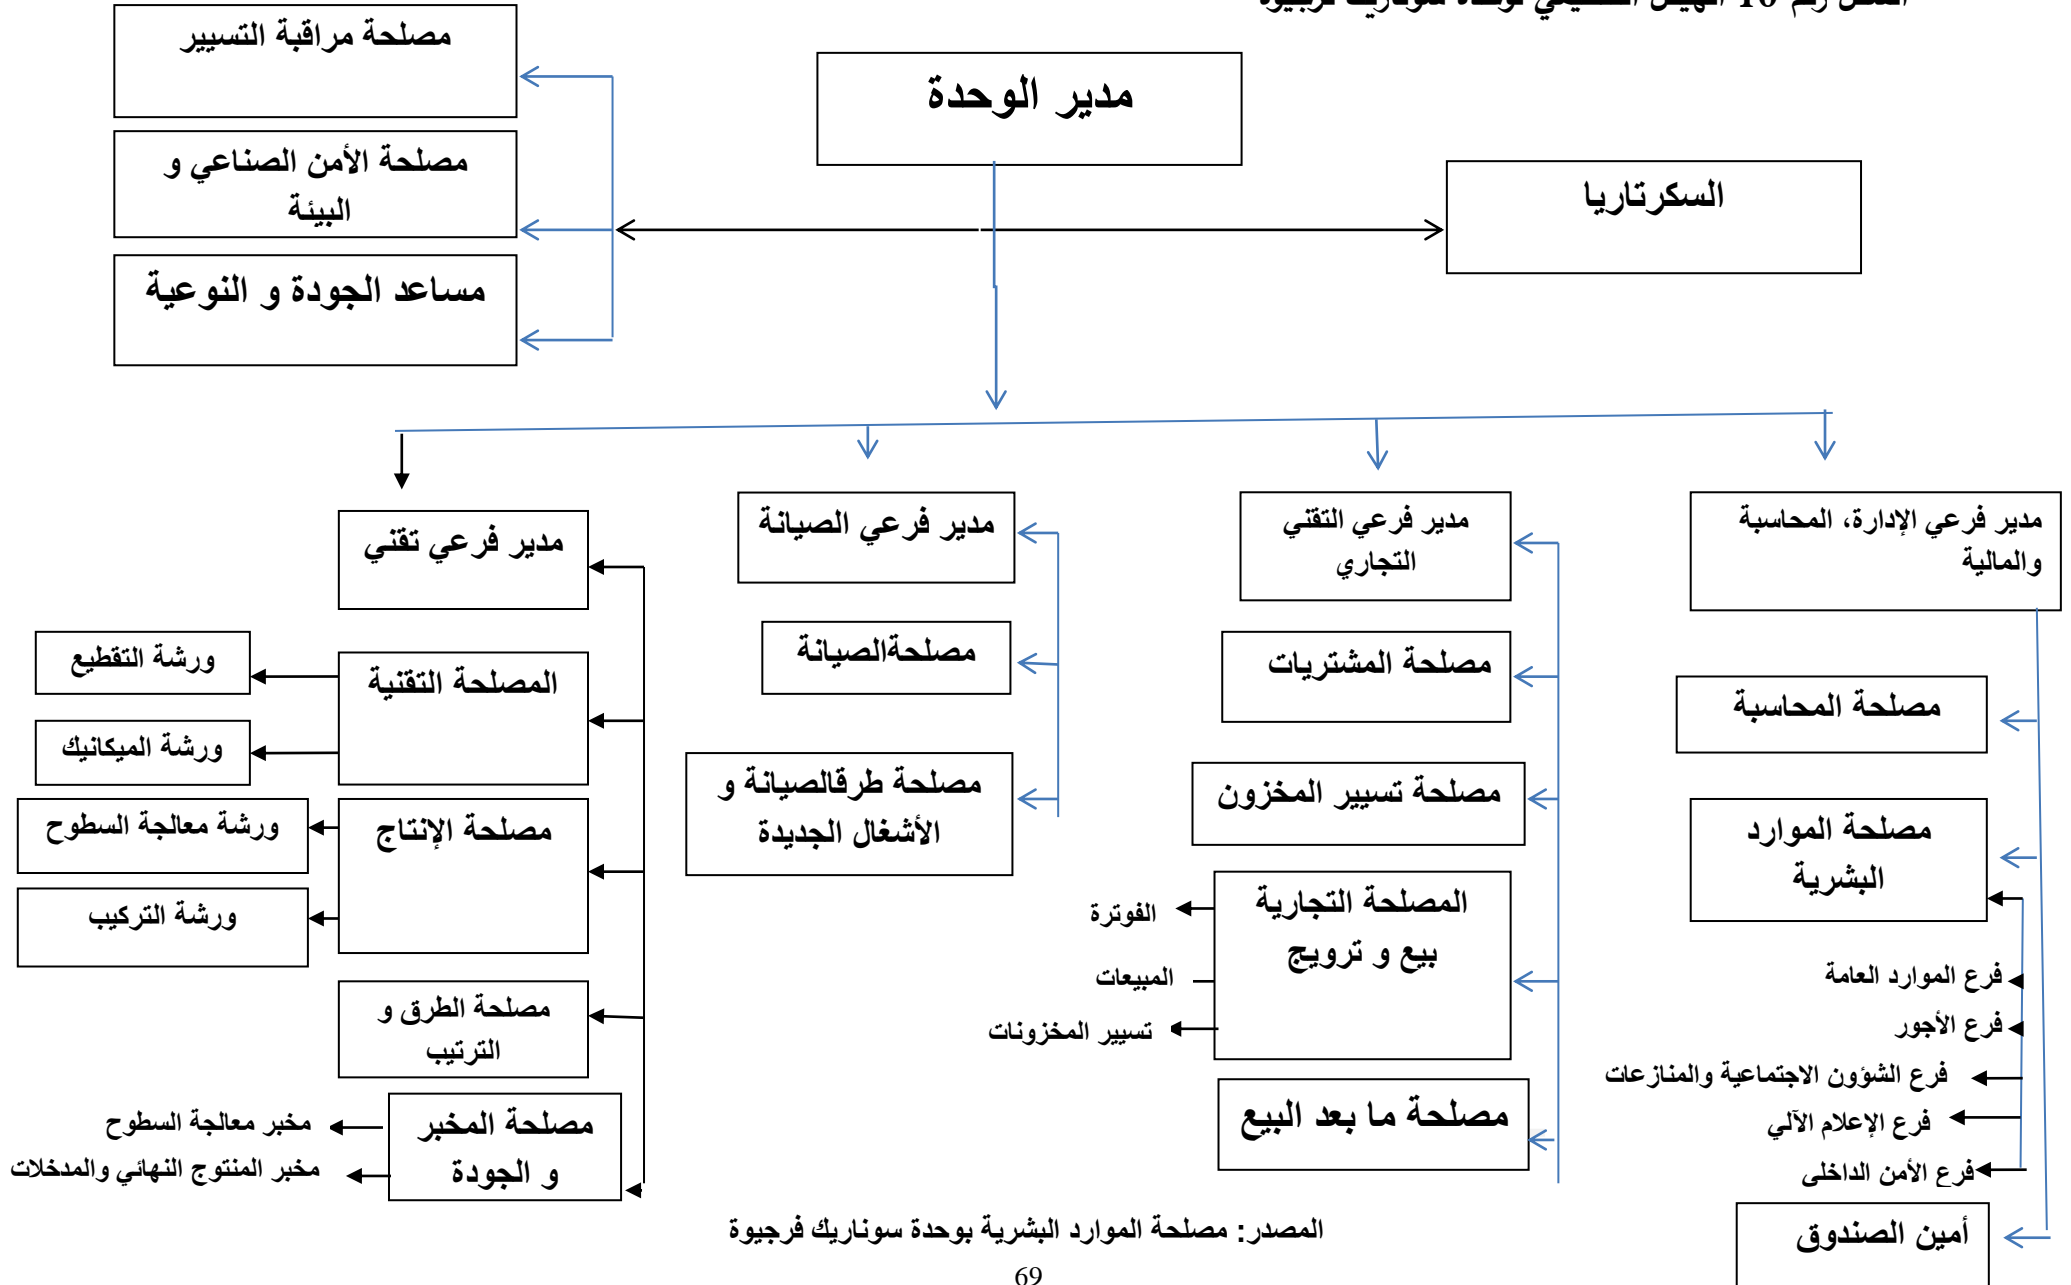 مدير الوحدة
السكرتاريا
مصلحة مراقبة التسيير
مصلحة الأمن الصناعي و
البيئة
مساعد الجودة و النوعية
مدير فرعي الإدارة، المحاسبة
والمالية
مصلحة المحاسبة
مصلحة الموارد
البشرية
فرع الموارد العامة
فرع الأجور
فرع الشؤون الاجتماعية والمنازعات
فرع الإعلام الآلي
فرع الأمن الداخلي
أمين الصندوق
مدير فرعي التقني
التجاري
مصلحة المشتريات
مصلحة تسيير المخزون
المصلحة التجارية
بيع و ترويج
الفوترة
المبيعات
تسيير المخزونات
مصلحة ما بعد البيع
مدير فرعي الصيانة
مصلحةالصيانة
مصلحة طرقالصيانة و
الأشغال الجديدة
مدير فرعي تقني
المصلحة التقنية
ورشة التقطيع
ورشة الميكانيك
مصلحة الإنتاج
ورشة معالجة السطوح
ورشة التركيب
مصلحة الطرق و
الترتيب
مصلحة المخبر
و الجودة
مخبر معالجة السطوح
مخبر المنتوج النهائي والمدخلات
المصدر: مصلحة الموارد البشرية بوحدة سوناريك فرجيوة
69